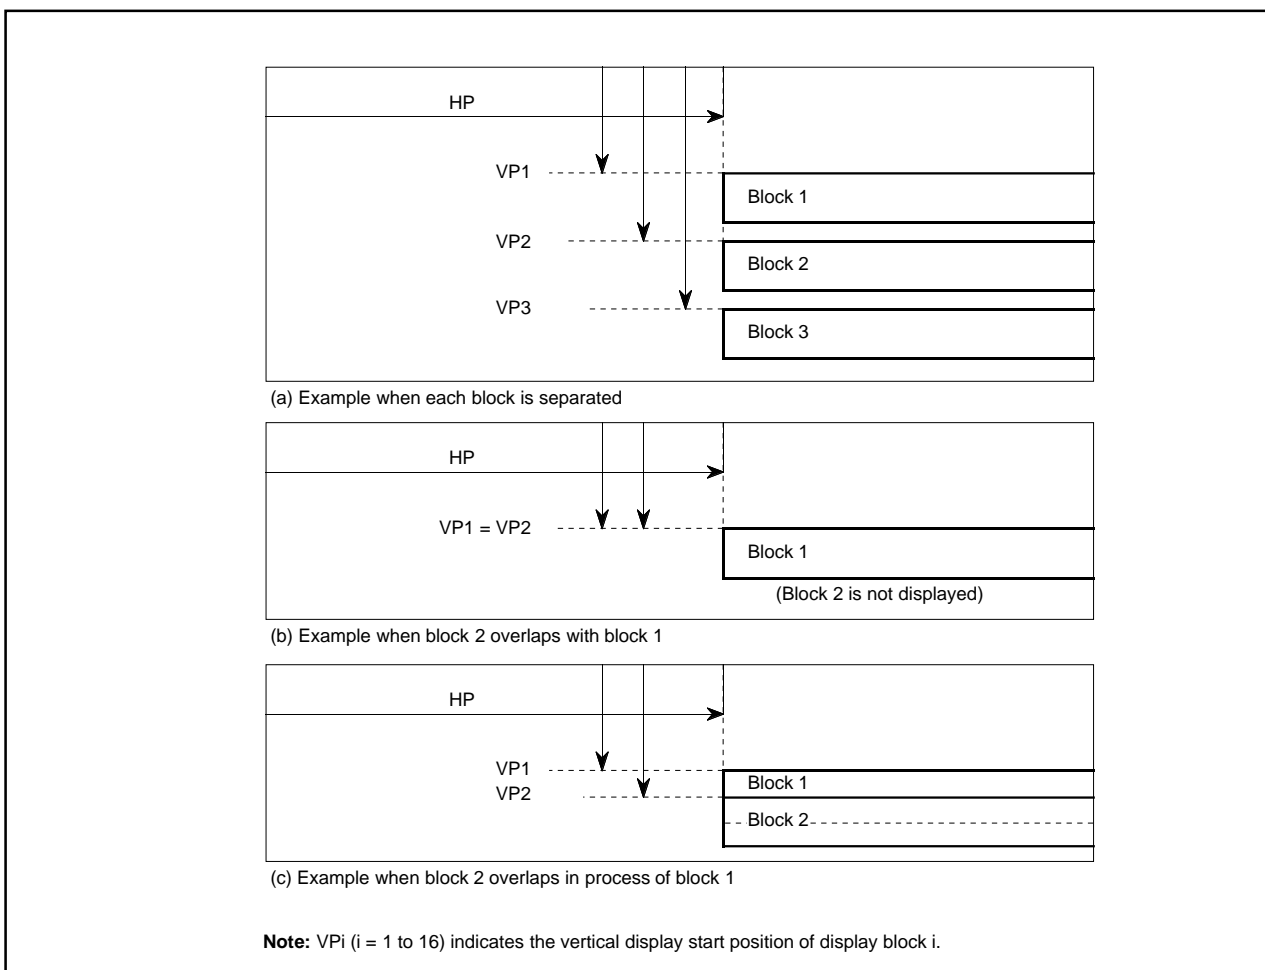 HP
VP1
Block 1
VP2
Block 2
VP3
Block 3
(a) Example when each block is separated
HP
VP1 = VP2
Block 1
(Block 2 is not displayed)
(b) Example when block 2 overlaps with block 1
HP
VP1
Block 1
VP2
Block 2
(c) Example when block 2 overlaps in process of block 1
Note: VPi (i = 1 to 16) indicates the vertical display start position of display block i.